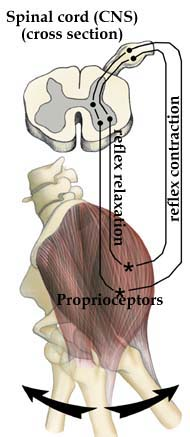 Spinal cord (CNS)
(cross section)
reflex relaxation
reflex contraction
Proprioceptors